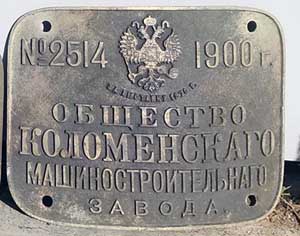 №2514 1900 г.
ОБЩЕСТВО
КОЛОМЕНСКАГО
МАШИНОСТРОИТЕЛЬНАГО
ЗАВОДА.